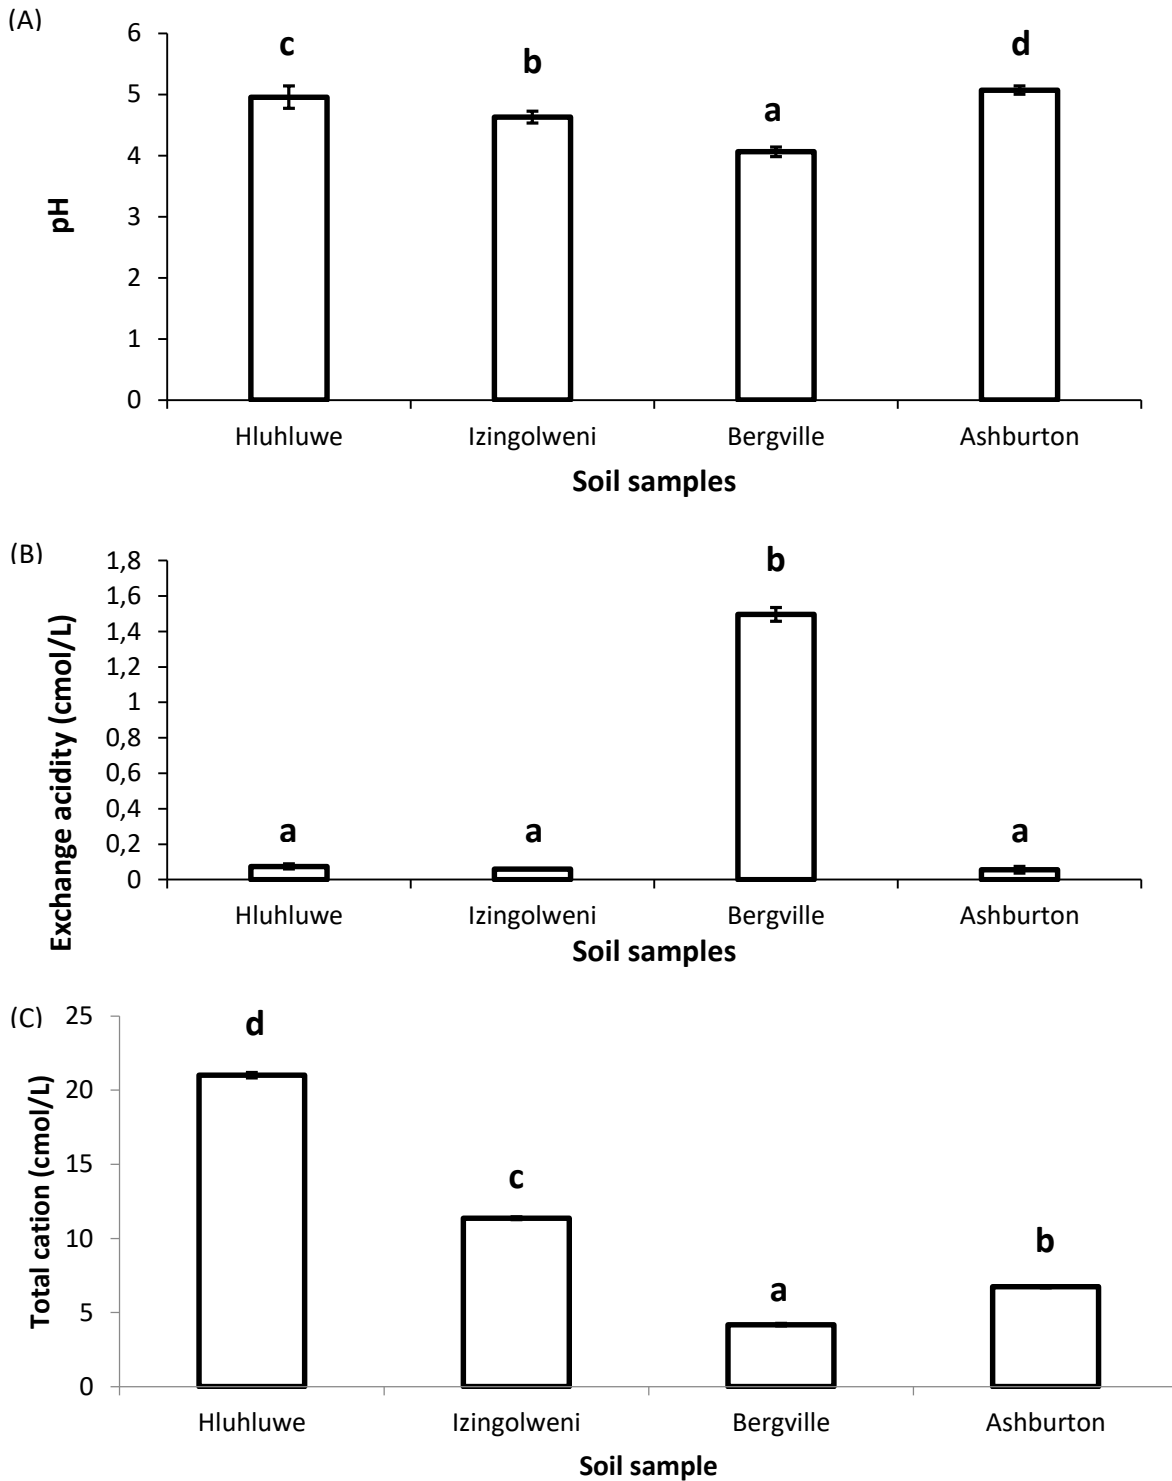 (A)
pH
6
5
4
3
2
1
0
c
b
a
d
Hluhluwe Izingolweni Bergville Ashburton
Soil samples
(B)
Exchange acidity (cmol/L)
1,8
1,6
1,4
1,2
1
0,8
0,6
0,4
0,2
0
a
a
b
a
Hluhluwe Izingolweni Bergville Ashburton
Soil samples
(C)
Total cation (cmol/L)
25
20
15
10
5
0
d
c
a
b
Hluhluwe Izingolweni Bergville Ashburton
Soil sample